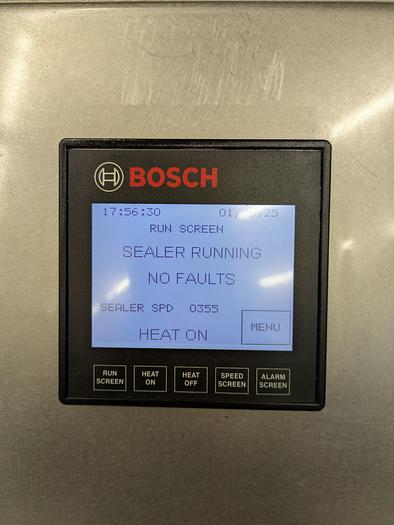 BOSCH
17:56:30
RUN SCREEN
SEALER RUNNING
NO FAULTS
SEALER SPD 0355
MENU
HEAT ON
RUN SCREEN
HEAT ON
HEAT OFF
SPEED SCREEN
ALARM SCREEN